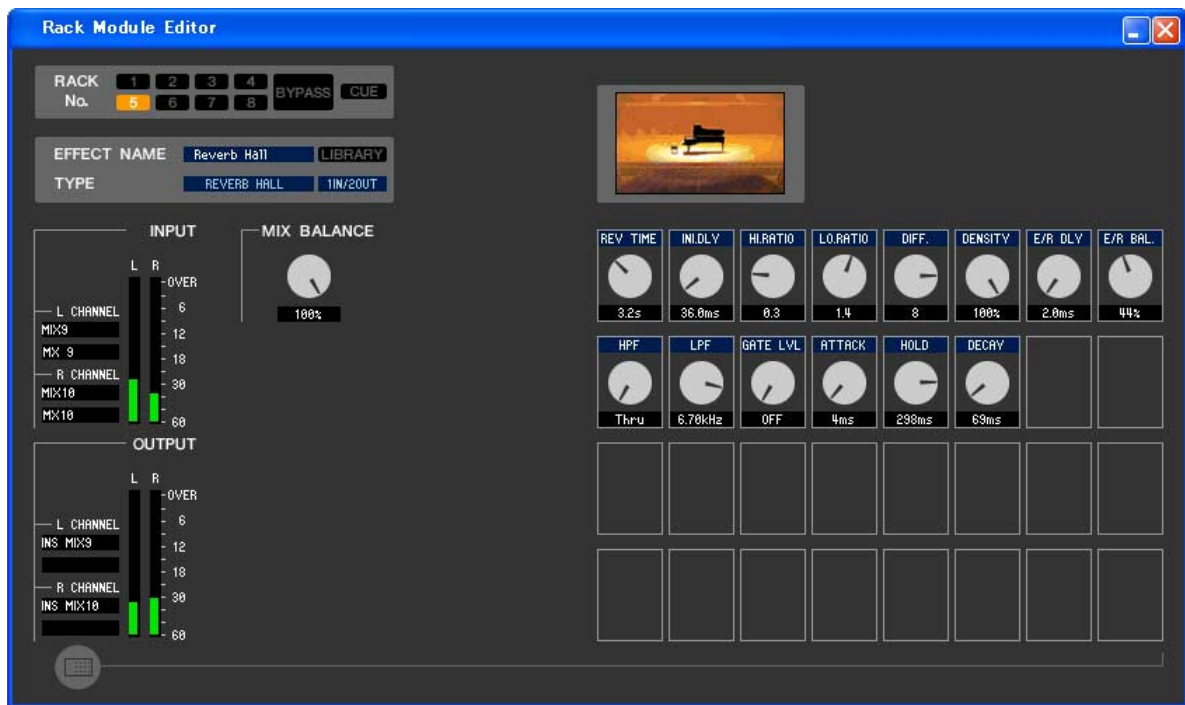 Rack Module Editor
RACK No.
1 2 3 4
5 6 7 8
BYPASS
CUE
EFFECT NAME Reverb Hall LIBRARY
TYPE REVERB HALL 1IN/2OUT
INPUT
L R
OVER
6
12
18
30
60
L CHANNEL
MIX9
MX 9
R CHANNEL
MIX10
MX10
MIX BALANCE
100%
OUTPUT
L R
OVER
6
12
18
30
60
L CHANNEL
INS MIX9
R CHANNEL
INS MIX10
REV TIME INI.DLY HI.RATIO LO.RATIO DIFF. DENSITY E/R DLY E/R BAL.
3.2s 36.0ms 0.3 1.4 8 100% 2.0ms 44%
HPF LPF GATE LVL ATTACK HOLD DECAY
Thru 6.70kHz OFF 4ms 298ms 69ms